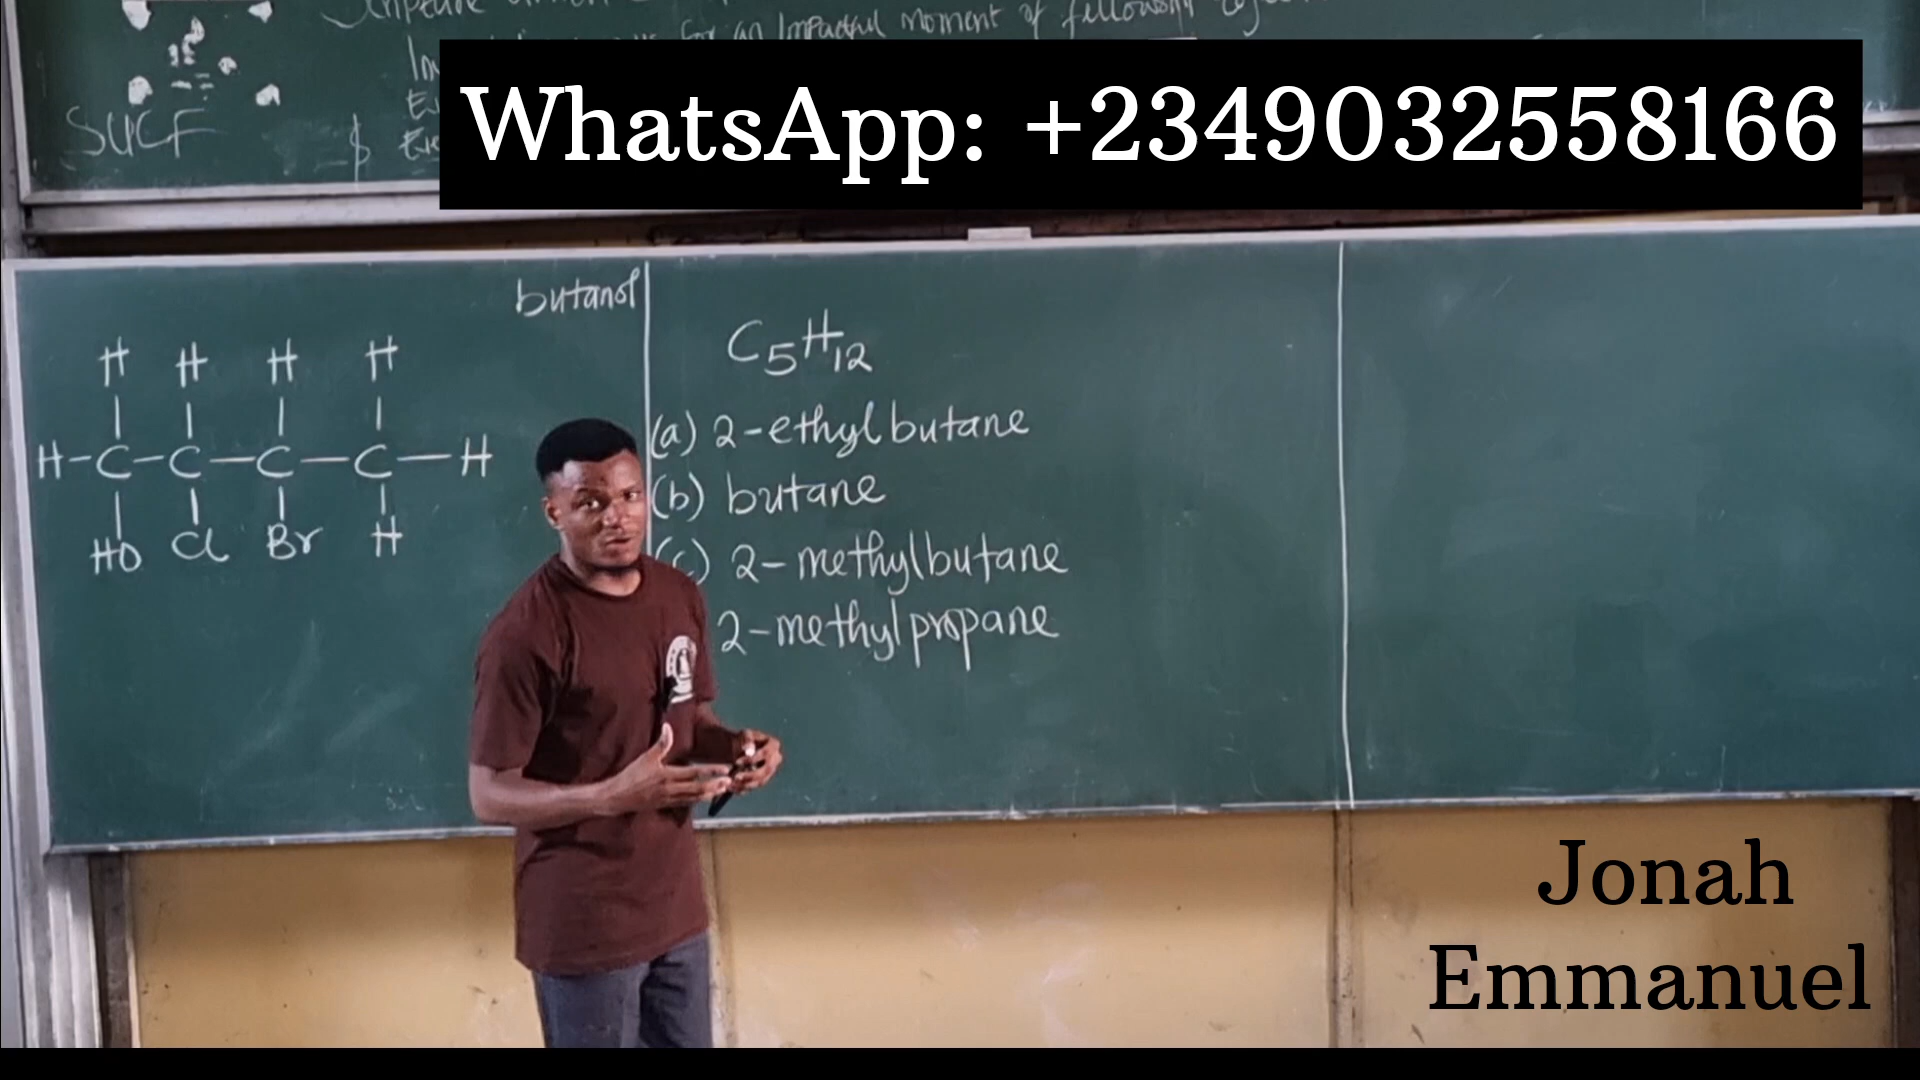 for an Impactful moment of fellowship
SUCF
WhatsApp: +2349032558166
butanol
H H H H
H-C-C-C-C-H
HO Cl Br H
C5H12
(a) 2-ethylbutane
(b) butane
(c) 2-methylbutane
2-methylpropane
Jonah
Emmanuel